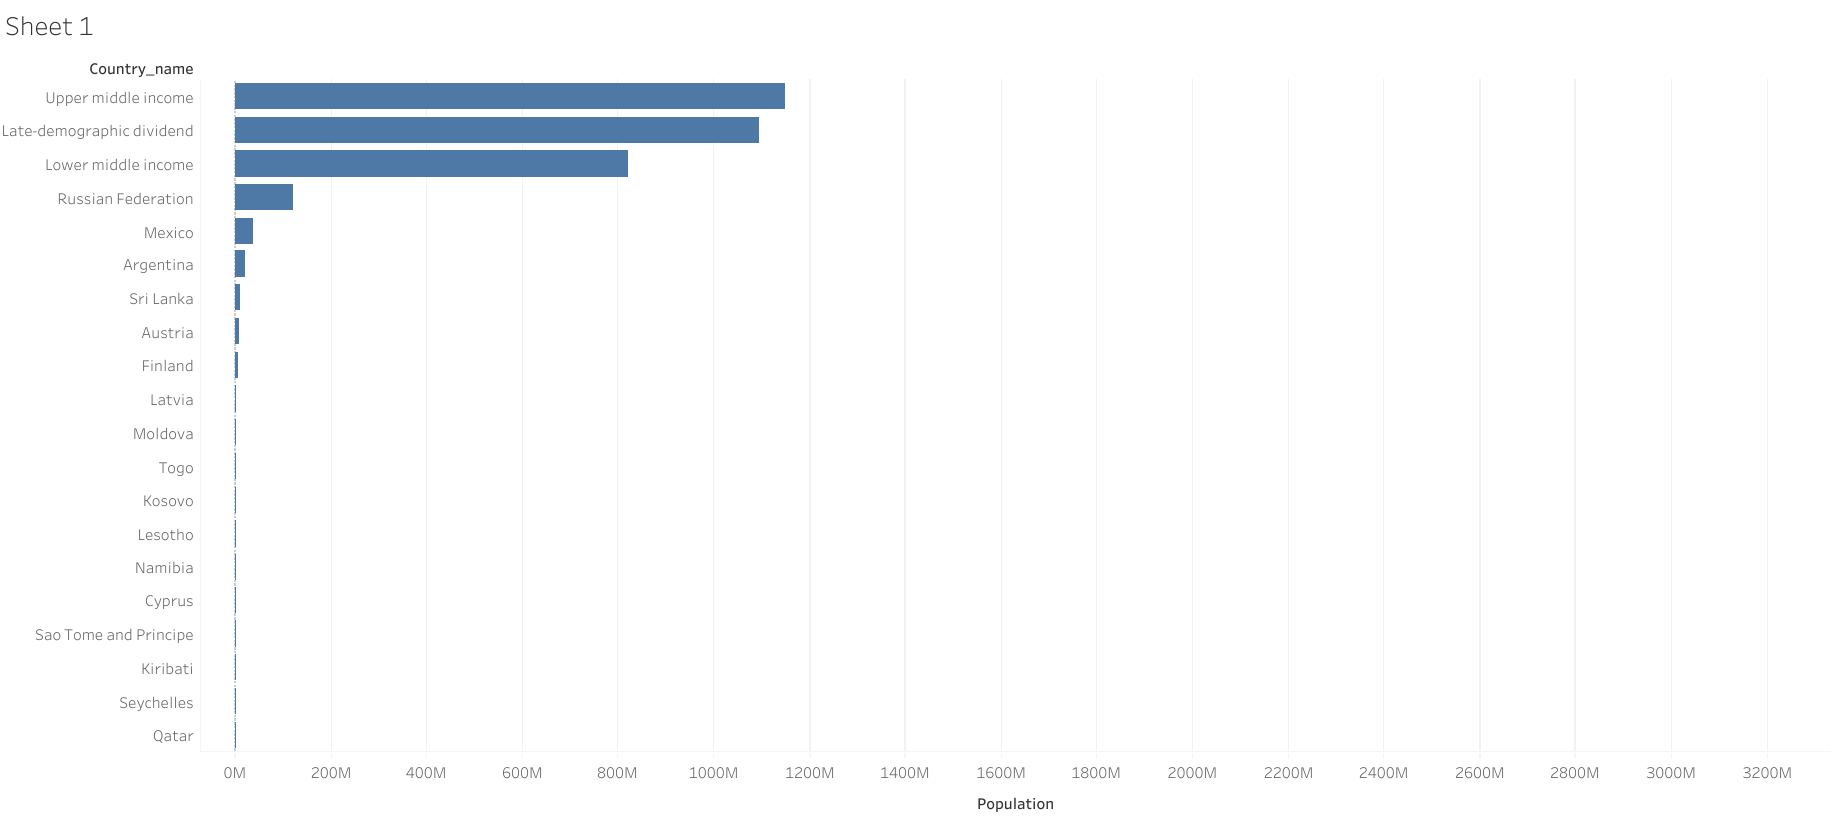 Sheet 1
Country_name
Upper middle income
Late-demographic dividend
Lower middle income
Russian Federation
Mexico
Argentina
Sri Lanka
Austria
Finland
Latvia
Moldova
Togo
Kosovo
Lesotho
Namibia
Cyprus
Sao Tome and Principe
Kiribati
Seychelles
Qatar
0M 200M 400M 600M 800M 1000M 1200M 1400M 1600M 1800M 2000M 2200M 2400M 2600M 2800M 3000M 3200M
Population